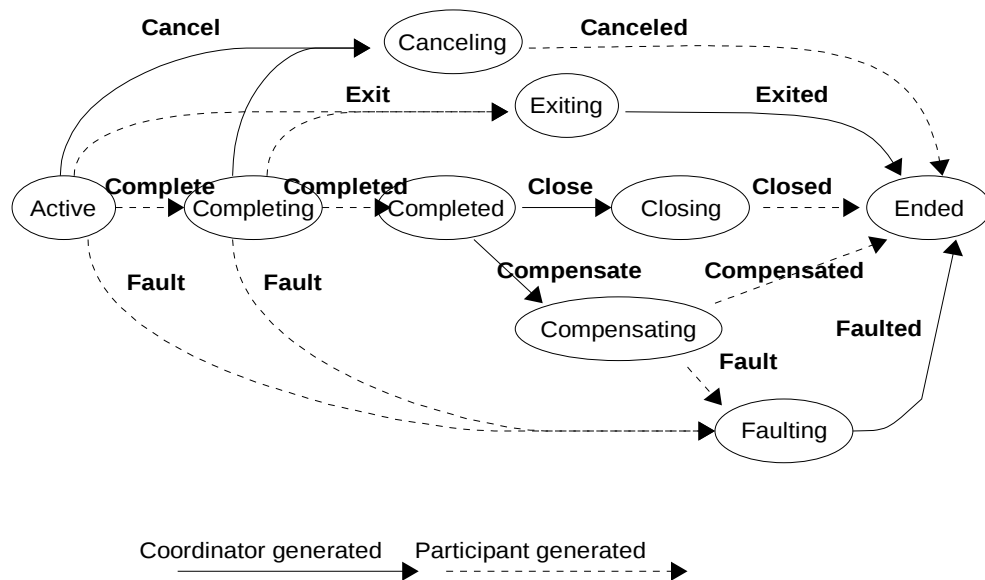 Cancel
Canceling
Canceled
Exit
Exiting
Exited
Active
Complete
Completing
Completed
Completed
Close
Closing
Closed
Ended
Fault
Fault
Compensate
Compensated
Compensating
Faulted
Fault
Faulting
Coordinator generated
Participant generated